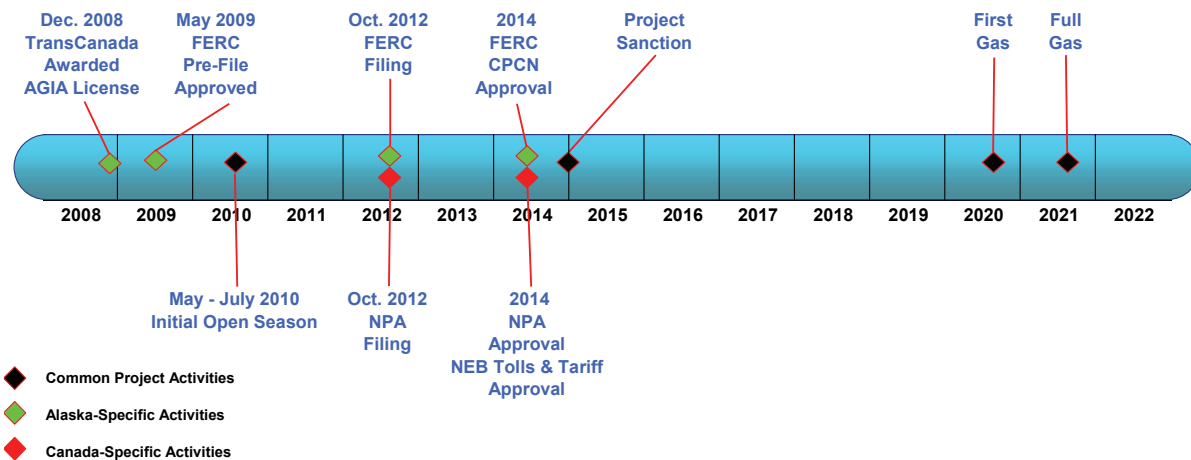 Dec. 2008
TransCanada
Awarded
AGIA License
May 2009
FERC
Pre-File
Approved
Oct. 2012
FERC
Filing
2014
FERC
CPCN
Approval
Project
Sanction
First
Gas
Full
Gas
2008 2009 2010 2011 2012 2013 2014 2015 2016 2017 2018 2019 2020 2021 2022
May - July 2010
Initial Open Season
Oct. 2012
NPA
Filing
2014
NPA
Approval
NEB Tolls & Tariff
Approval
Common Project Activities
Alaska-Specific Activities
Canada-Specific Activities